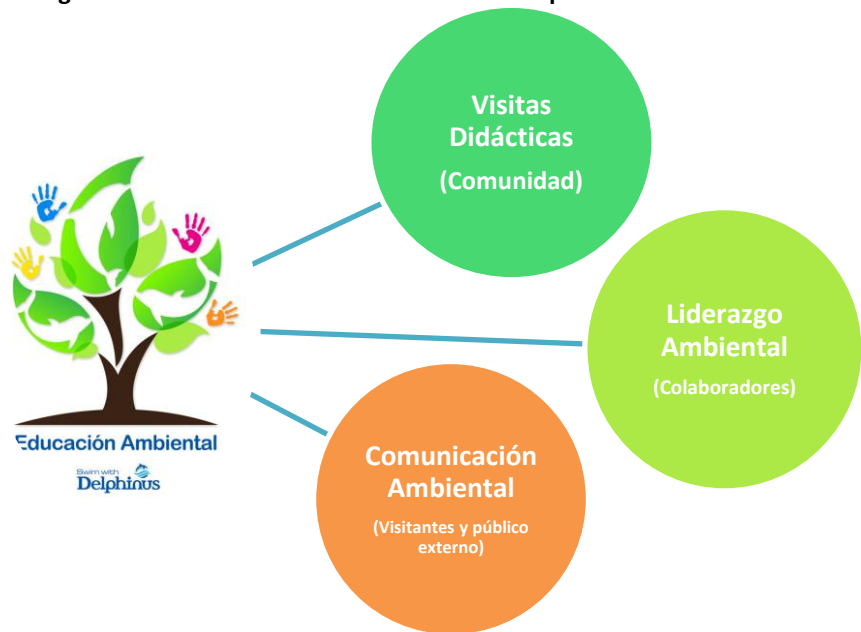 Visitas
Didácticas
(Comunidad)
Liderazgo
Ambiental
(Colaboradores)
Comunicación
Ambiental
(Visitantes y público
externo)
Educación Ambiental
Swim with
Delphinus